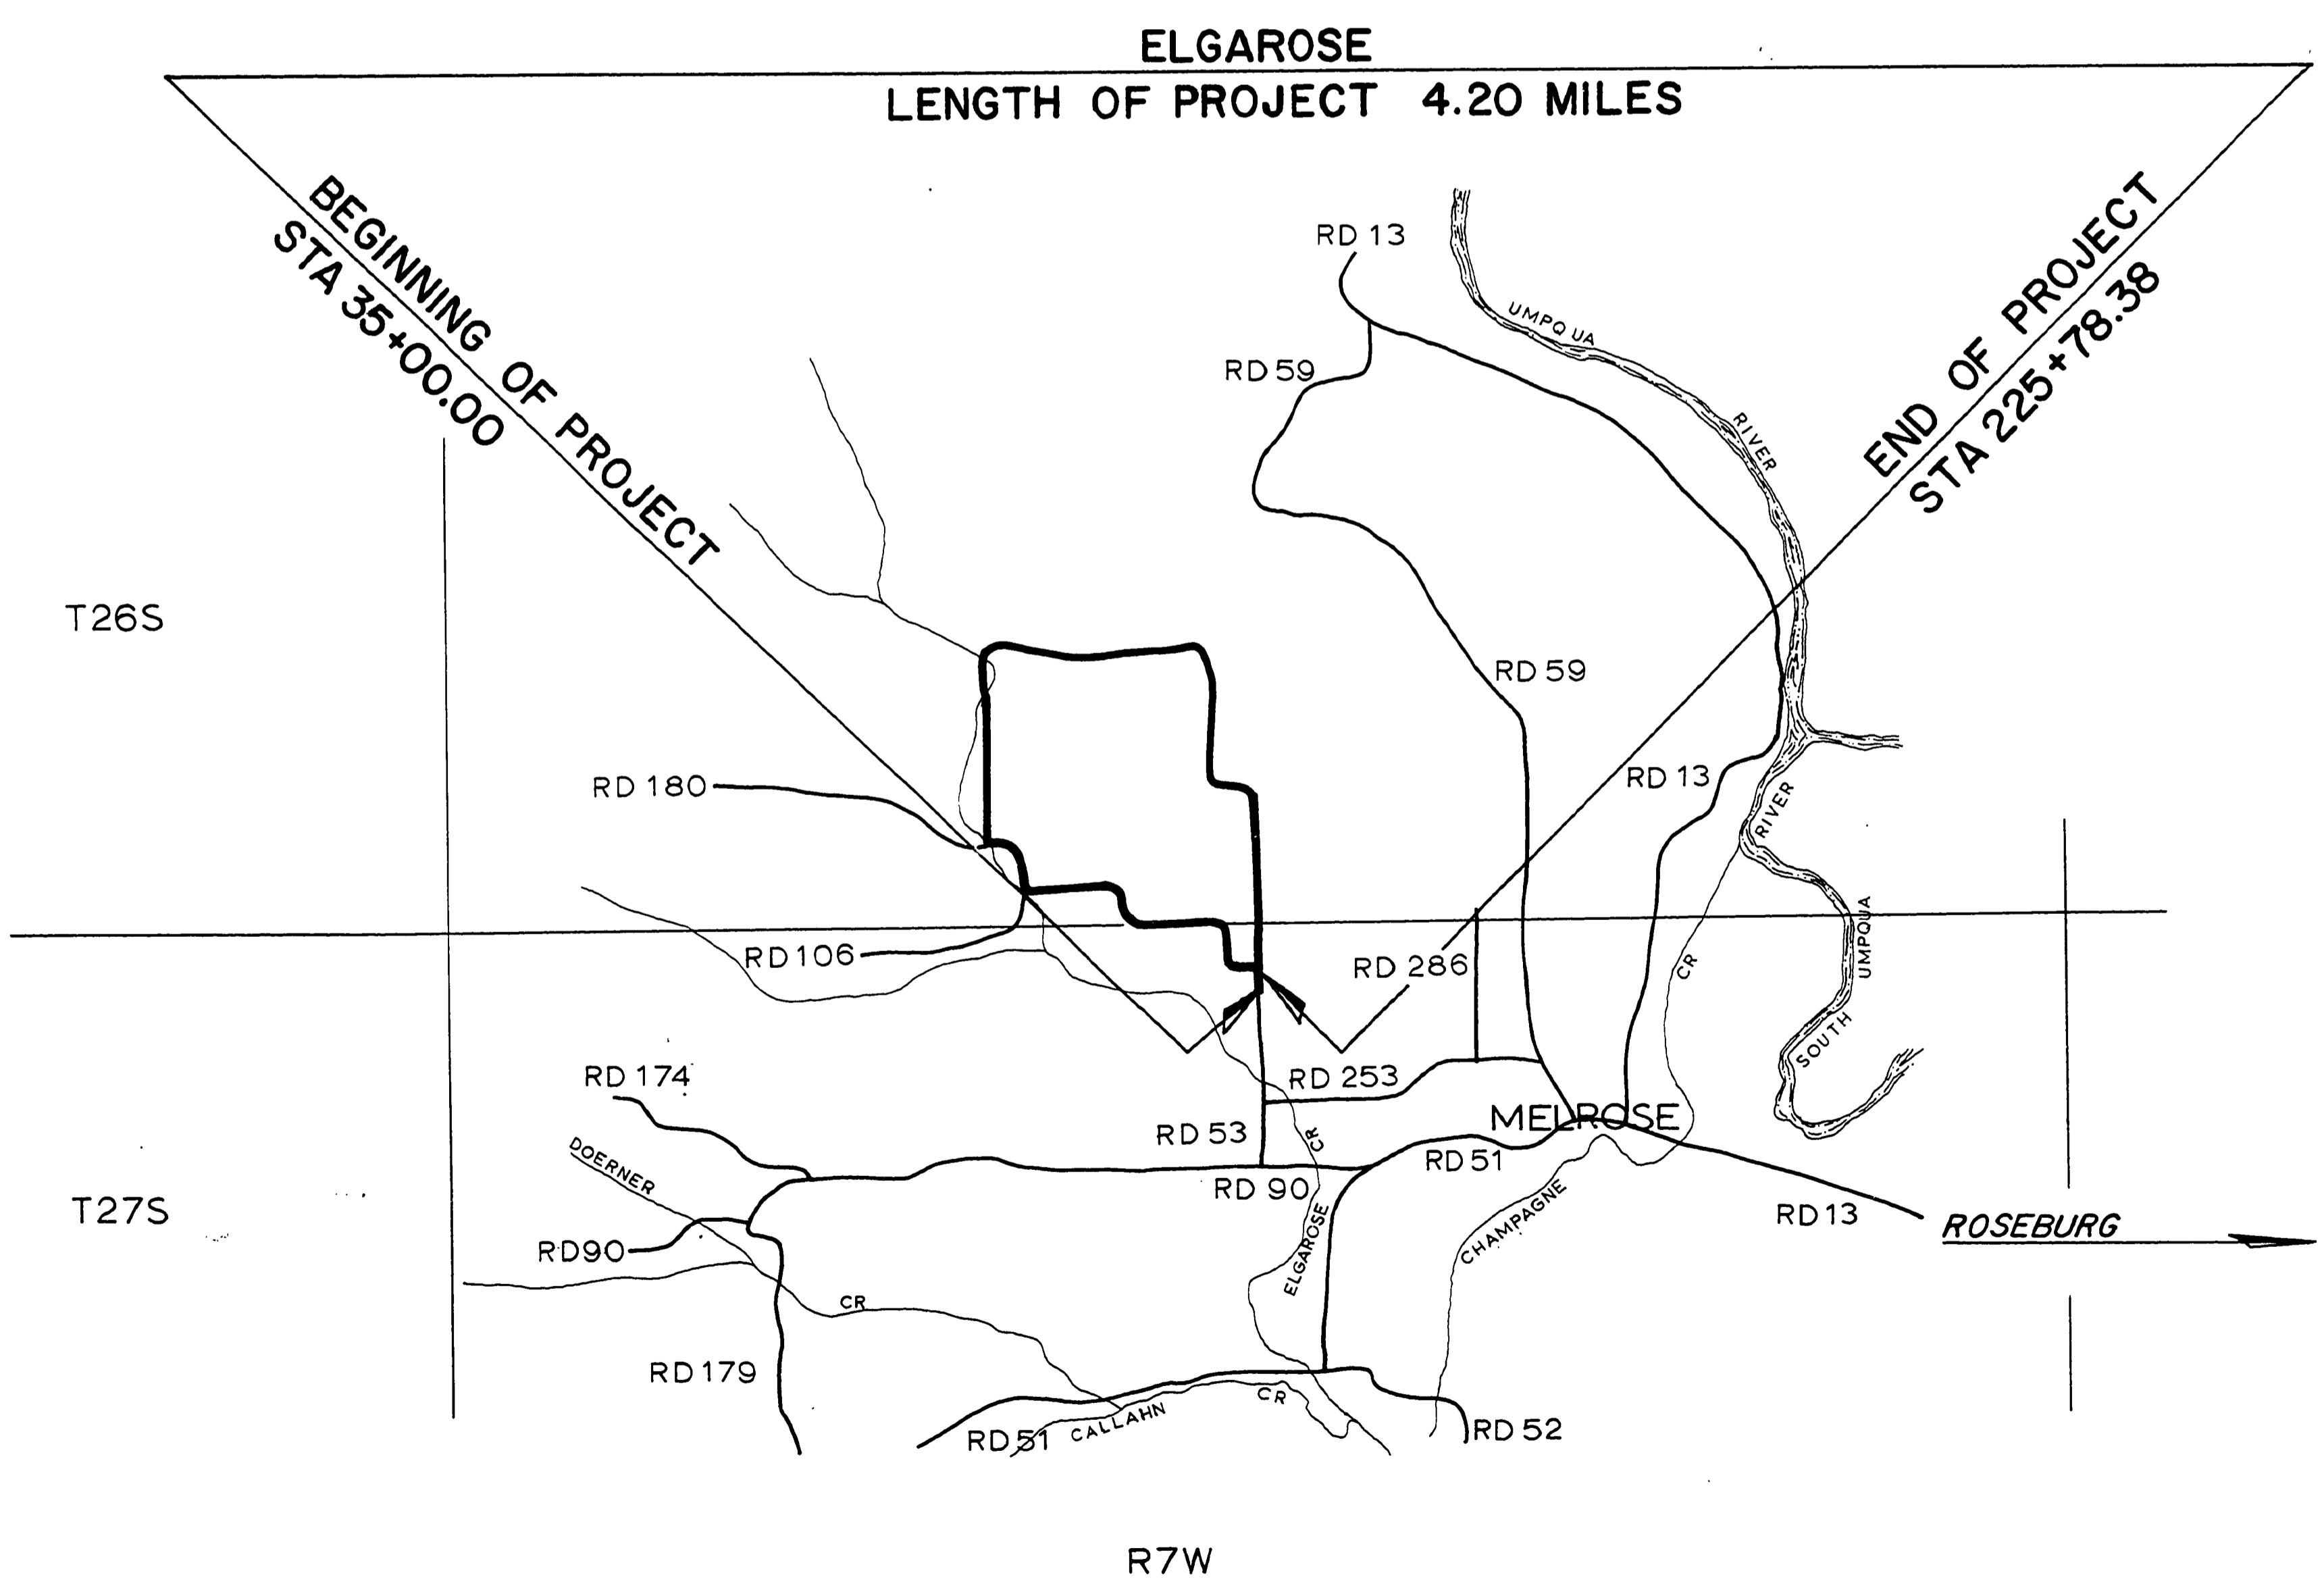 ELGAROSE
LENGTH OF PROJECT 4.20 MILES
BEGINNING OF PROJECT
STA 35+00.00
END OF PROJECT
STA 225+78.38
RD 13
UMPQUA
RIVER
RD 59
T26S
RD 59
RD 180
RD 13
RIVER
RD 106
RD 286
CR
UMPQUA
SOUTH
RD 174
RD 253
MELROSE
RD 53
CR
RD 51
DOERNER
RD 90
T27S
CHAMPAGNE
RD 13
ROSEBURG
RD90
ELGAROSE
CR
RD 179
CR
RD 51
CALLAHN
RD 52
R7W